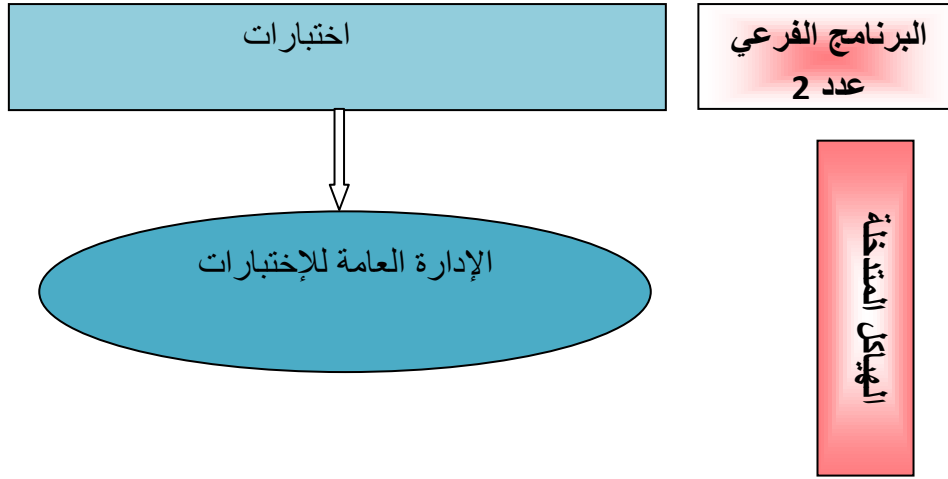 البرنامج الفرعي
عدد 2
اختبارات
الإدارة العامة للإختبارات
الهياكل المتدخلة